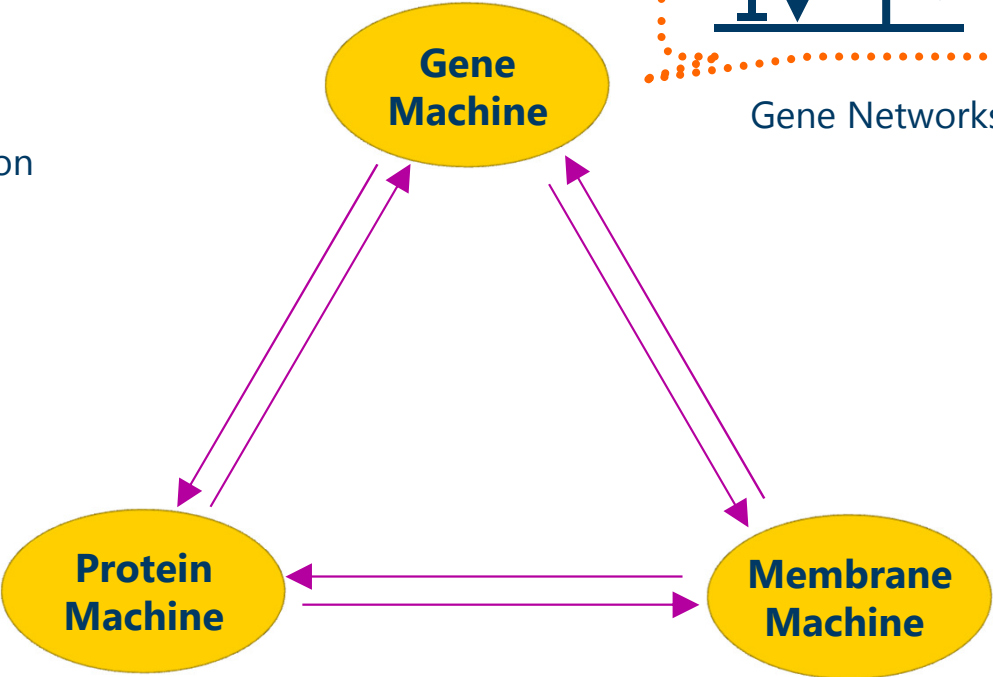 Gene
Machine
Gene Networks
on
Protein
Machine
Membrane
Machine